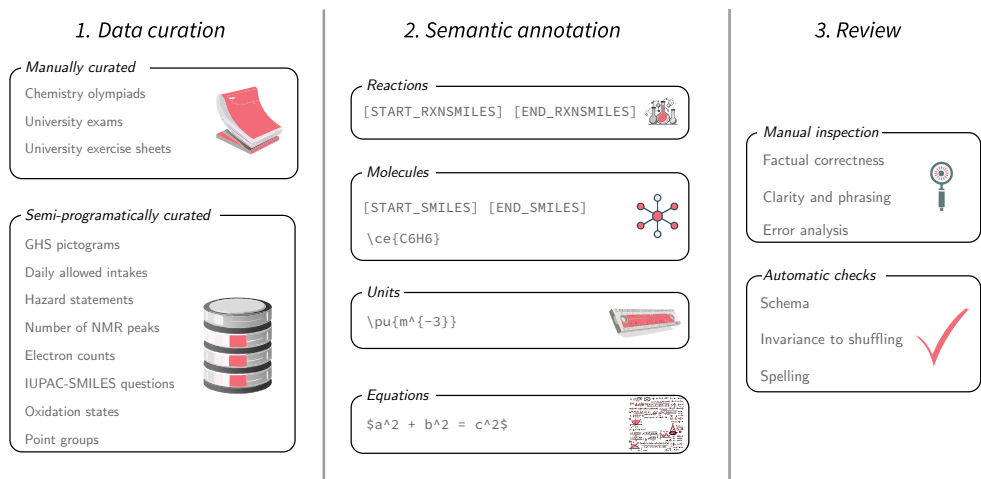 1. Data curation
Manually curated
Chemistry olympiads
University exams
University exercise sheets
Semi-programatically curated
GHS pictograms
Daily allowed intakes
Hazard statements
Number of NMR peaks
Electron counts
IUPAC-SMILES questions
Oxidation states
Point groups
2. Semantic annotation
Reactions
[START_RXNSMILES] [END_RXNSMILES]
Molecules
[START_SMILES] [END_SMILES]
\ce{C6H6}
Units
\pu{m^{-3}}
Equations
$a^2 + b^2 = c^2$
3. Review
Manual inspection
Factual correctness
Clarity and phrasing
Error analysis
Automatic checks
Schema
Invariance to shuffling
Spelling